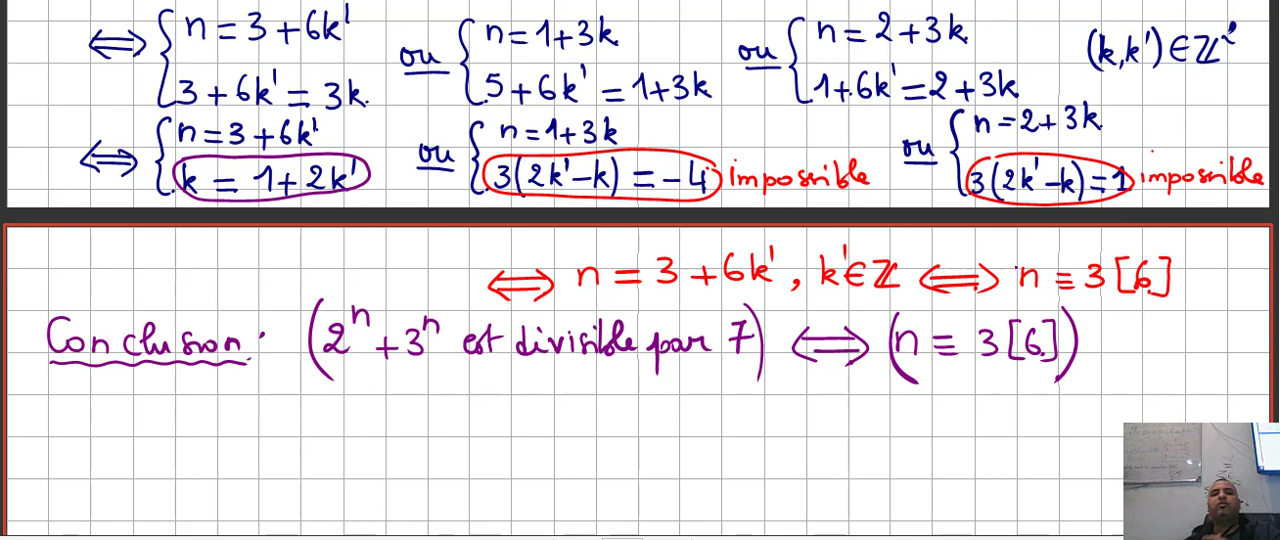 ⟺ { n = 3 + 6k' ou { n = 1 + 3k ou { n = 2 + 3k (k,k') ∈ ℤ²
3 + 6k' = 3k 5 + 6k' = 1 + 3k 1 + 6k' = 2 + 3k
⟺ { n = 3 + 6k' ou { n = 1 + 3k ou { n = 2 + 3k
k = 1 + 2k' 3(2k' - k) = -4 impossible 3(2k' - k) = 1 impossible
⟺ n = 3 + 6k' , k' ∈ ℤ ⟺ n ≡ 3 [6]
Conclusion : (2ⁿ + 3ⁿ est divisible par 7) ⟺ (n ≡ 3 [6])